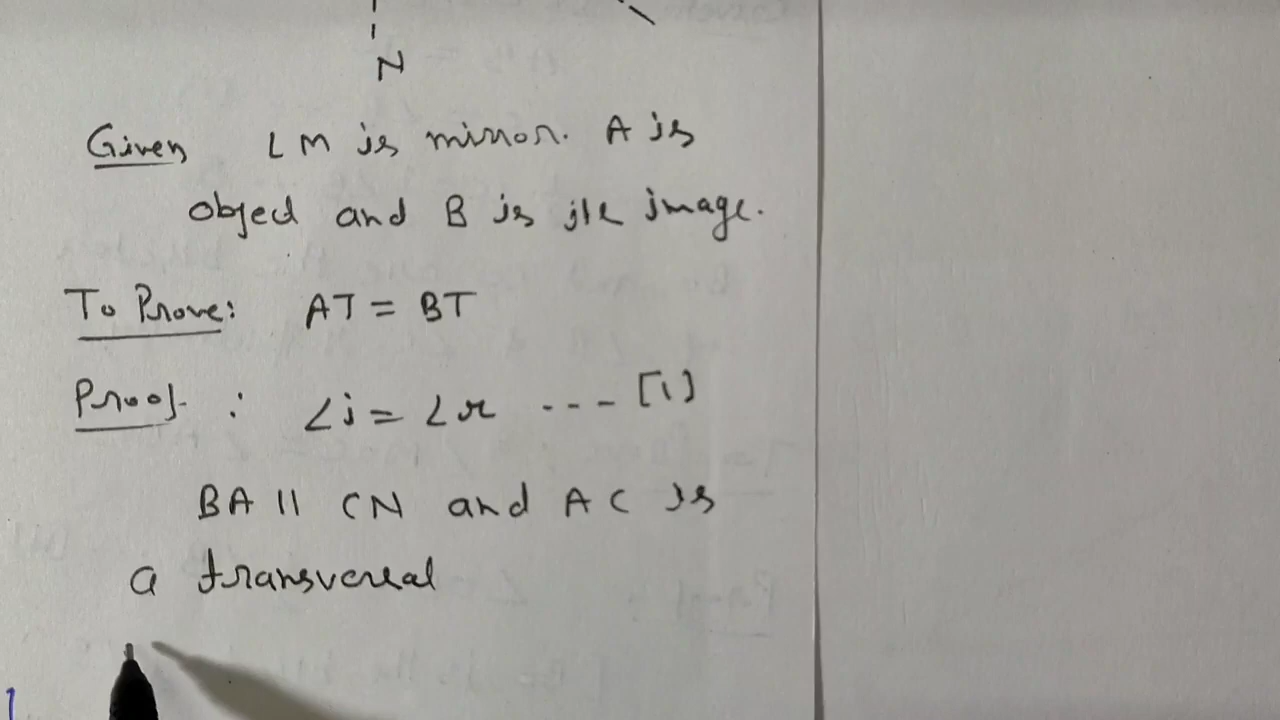 N
Given LM is mirror. A is
object and B is its image.
To Prove: AT = BT
Proof : ∠i = ∠r --- [1]
BA || CN and AC is
a transversal